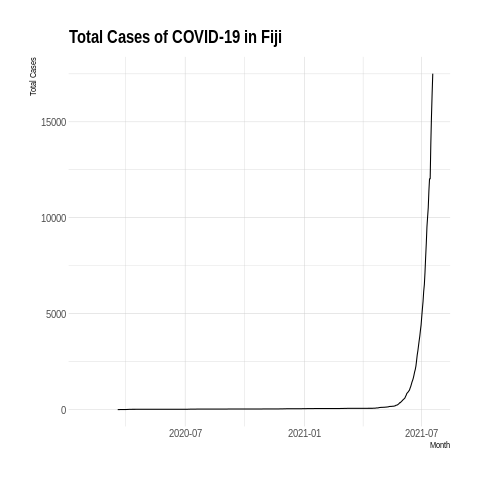 Total Cases of COVID-19 in Fiji
Total Cases
15000
10000
5000
0
2020-07
2021-01
2021-07
Month